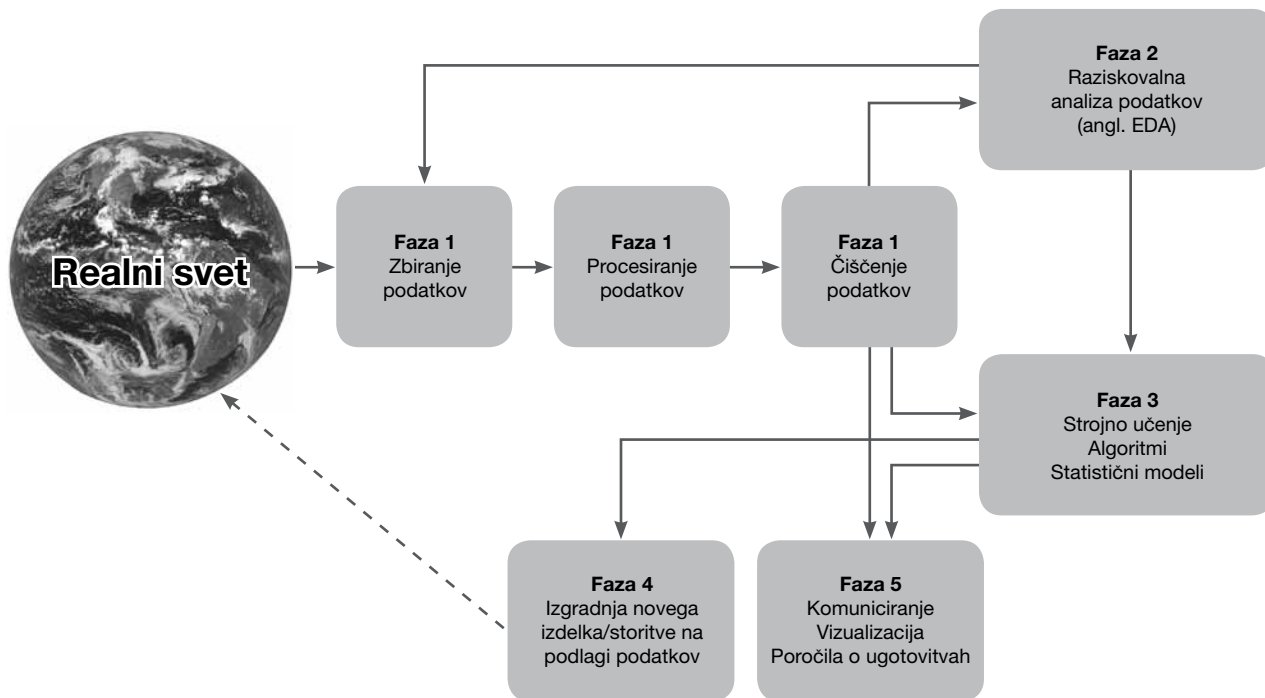 Faza 2
Raziskovalna
analiza podatkov
(angl. EDA)
Realni svet
Faza 1
Zbiranje
podatkov
Faza 1
Procesiranje
podatkov
Faza 1
Čiščenje
podatkov
Faza 3
Strojno učenje
Algoritmi
Statistični modeli
Faza 4
Izgradnja novega
izdelka/storitve na
podlagi podatkov
Faza 5
Komuniciranje
Vizualizacija
Poročila o ugotovitvah